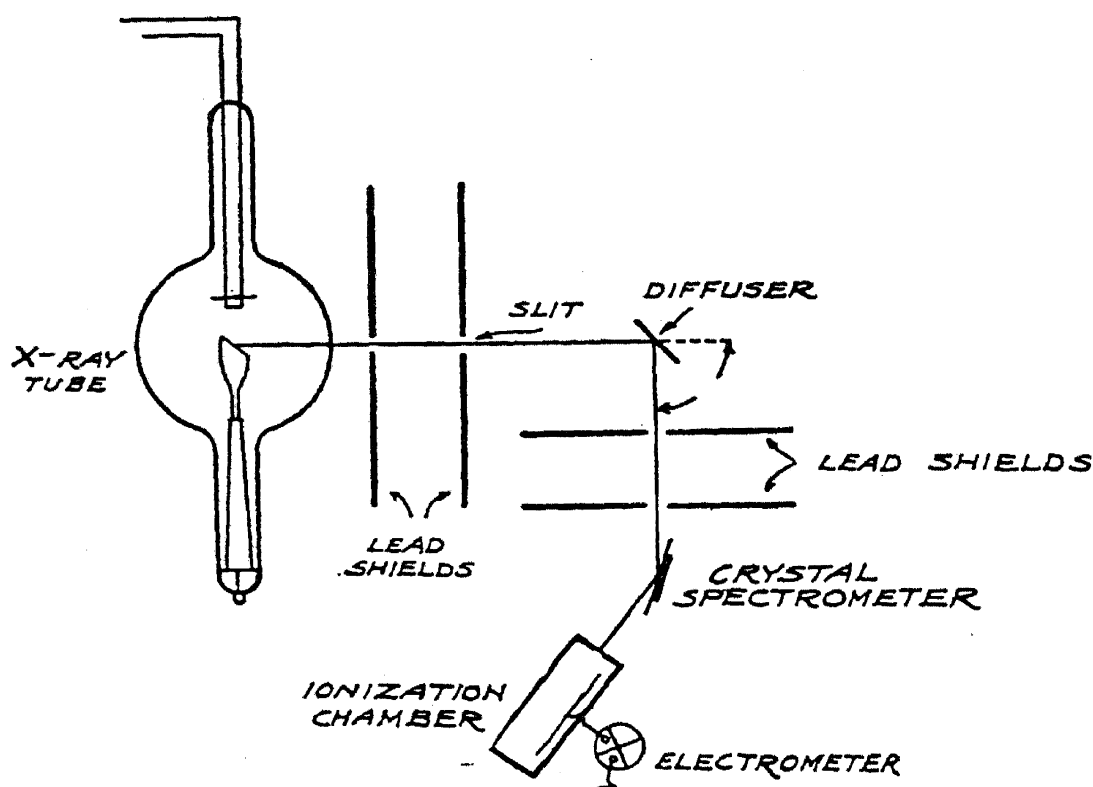 SLIT
DIFFUSER
X-RAY
TUBE
LEAD SHIELDS
LEAD
SHIELDS
CRYSTAL
SPECTROMETER
IONIZATION
CHAMBER
ELECTROMETER